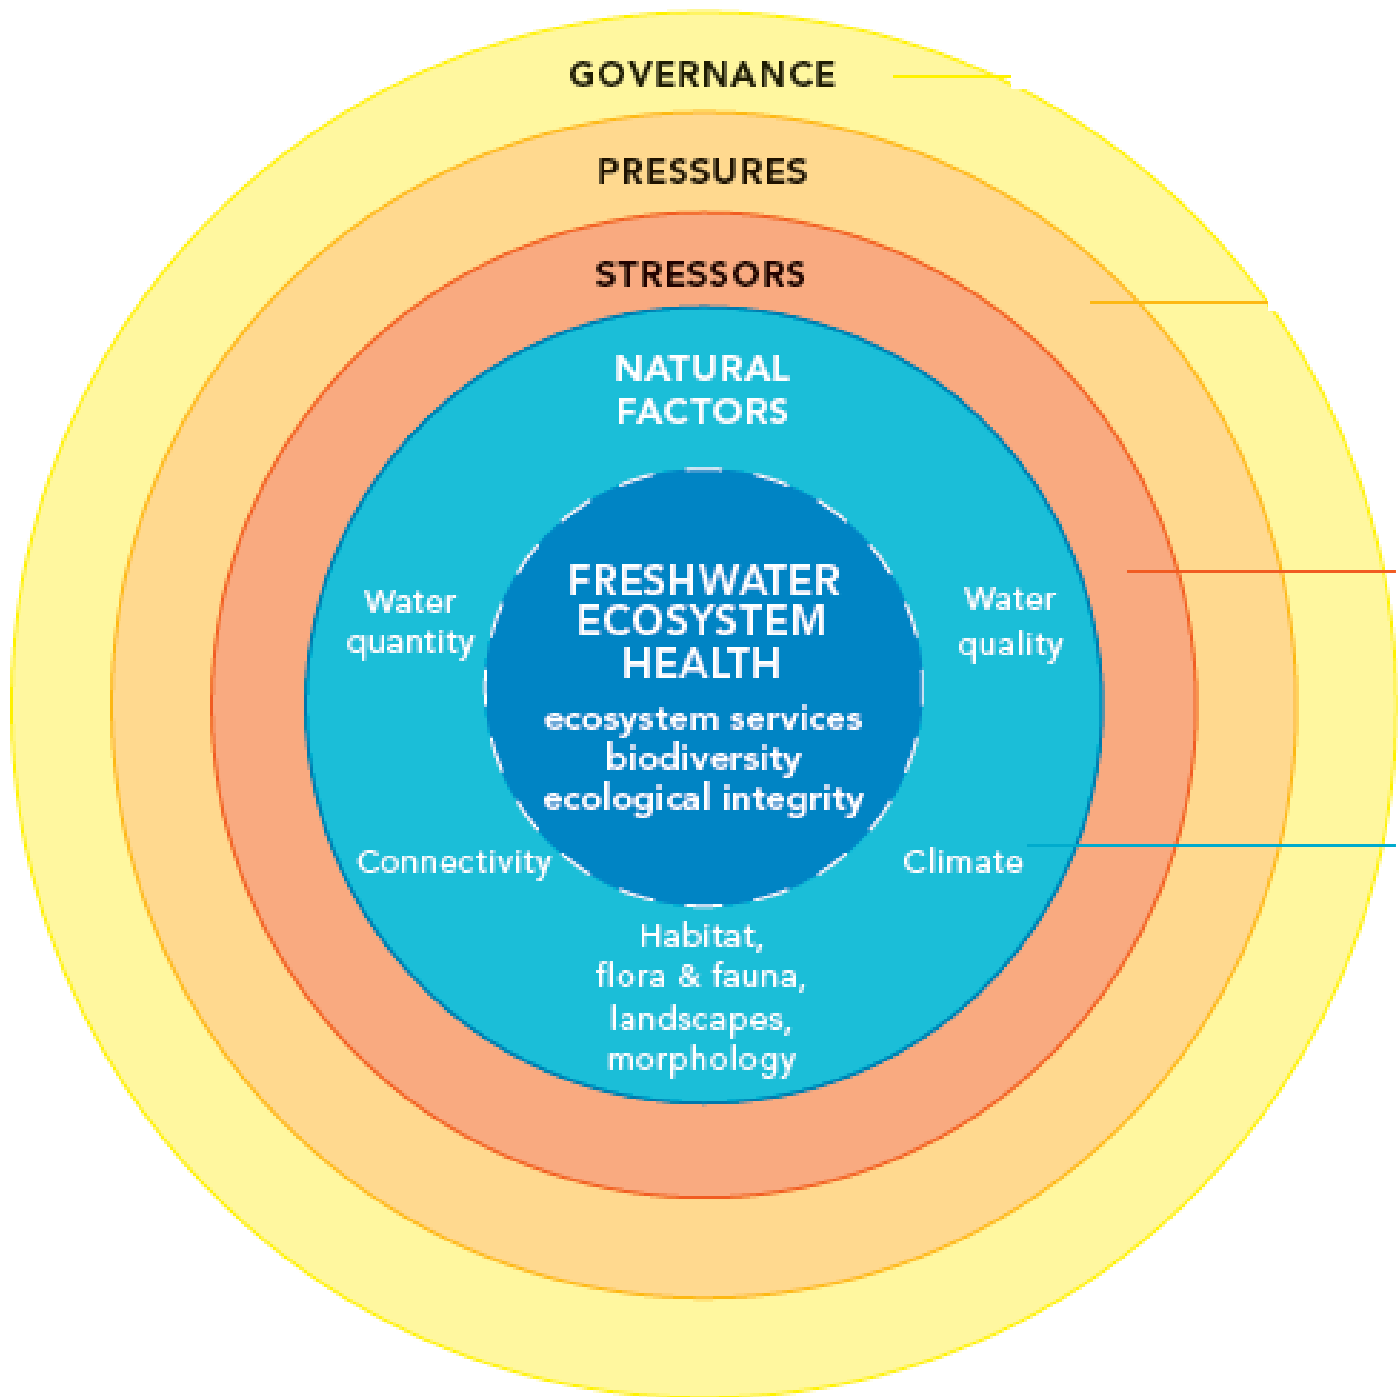 GOVERNANCE
PRESSURES
STRESSORS
NATURAL
FACTORS
FRESHWATER
ECOSYSTEM
HEALTH
ecosystem services
biodiversity
ecological integrity
Water
quantity
Water
quality
Connectivity
Climate
Habitat,
flora & fauna,
landscapes,
morphology